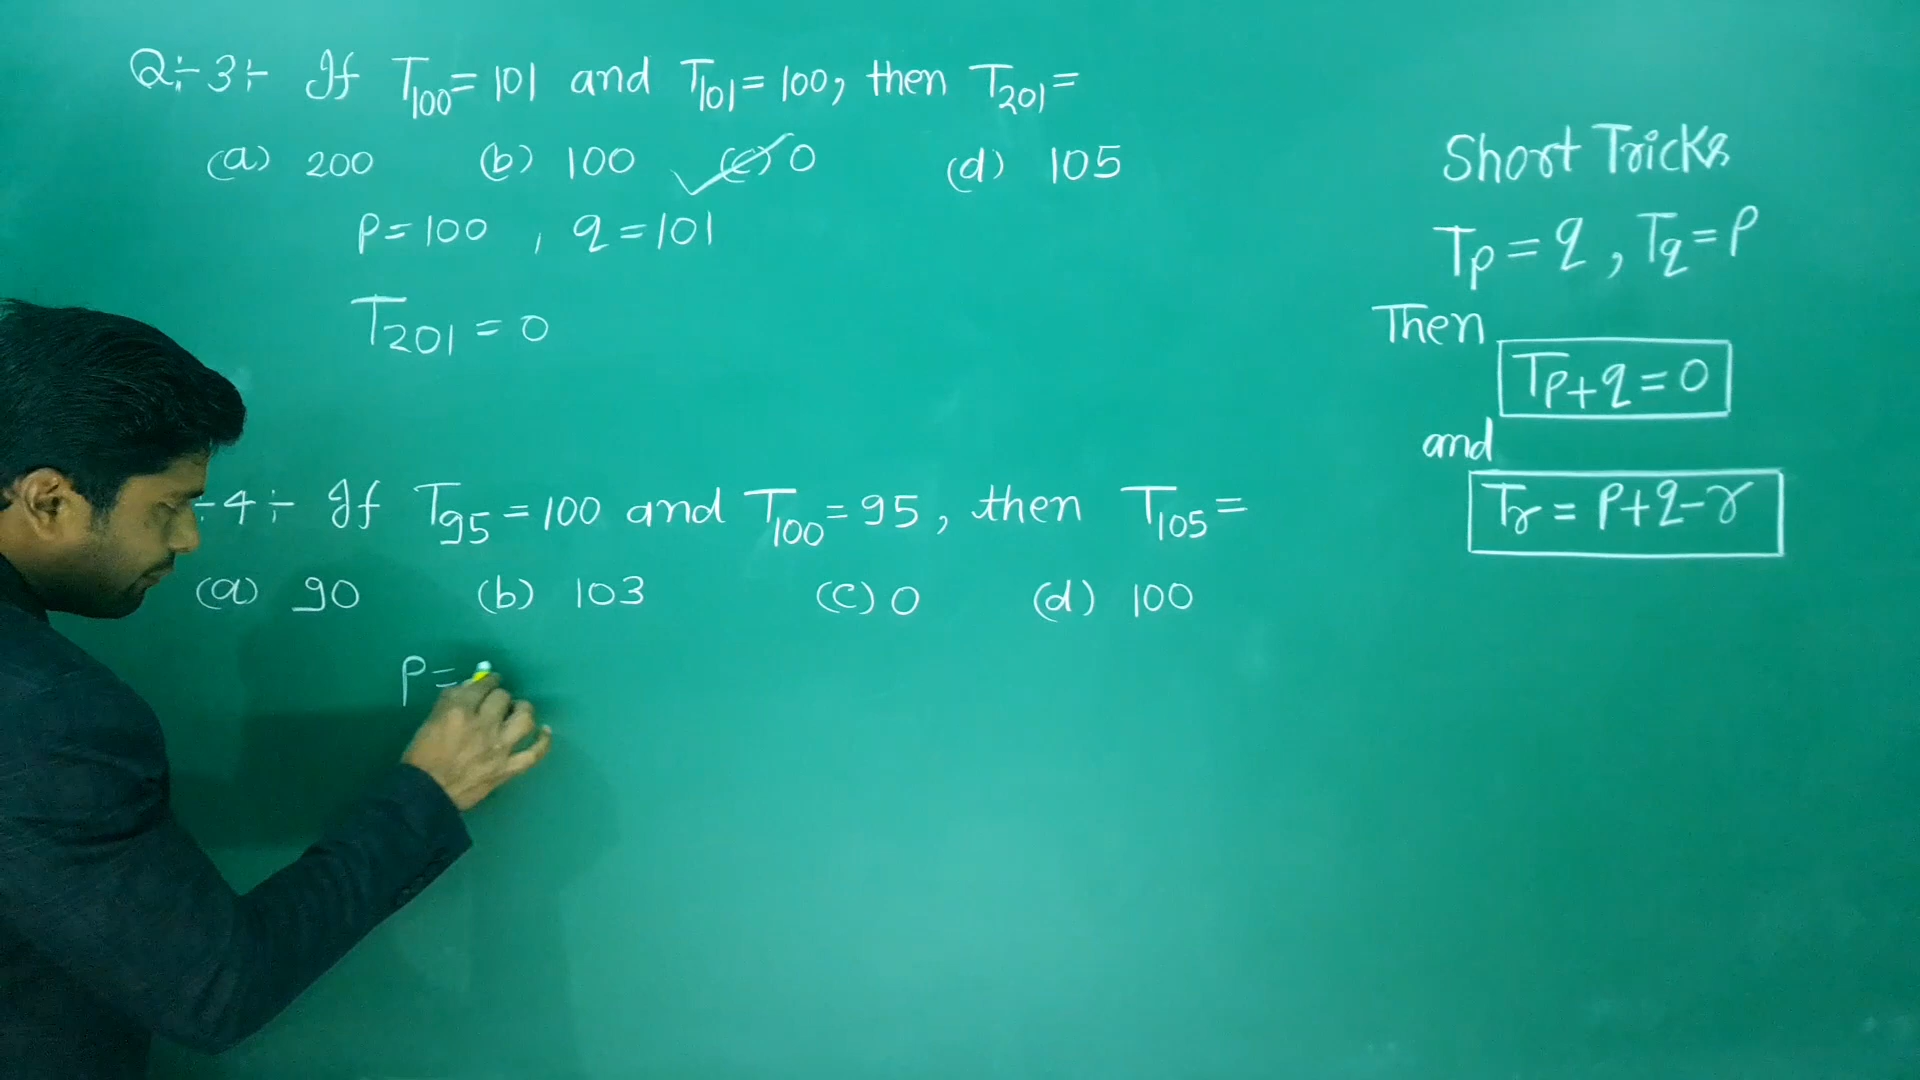 Q÷3÷ If T100=101 and T101=100, then T201=
(a) 200 (b) 100 (c) 0 (d) 105
P=100 , q=101
T201=0
÷4÷ If T95=100 and T100=95, then T105=
(a) 90 (b) 103 (c) 0 (d) 100
P=
Short Tricks
Tp=q, Tq=P
Then
Tp+q=0
and
Tr=P+q-r